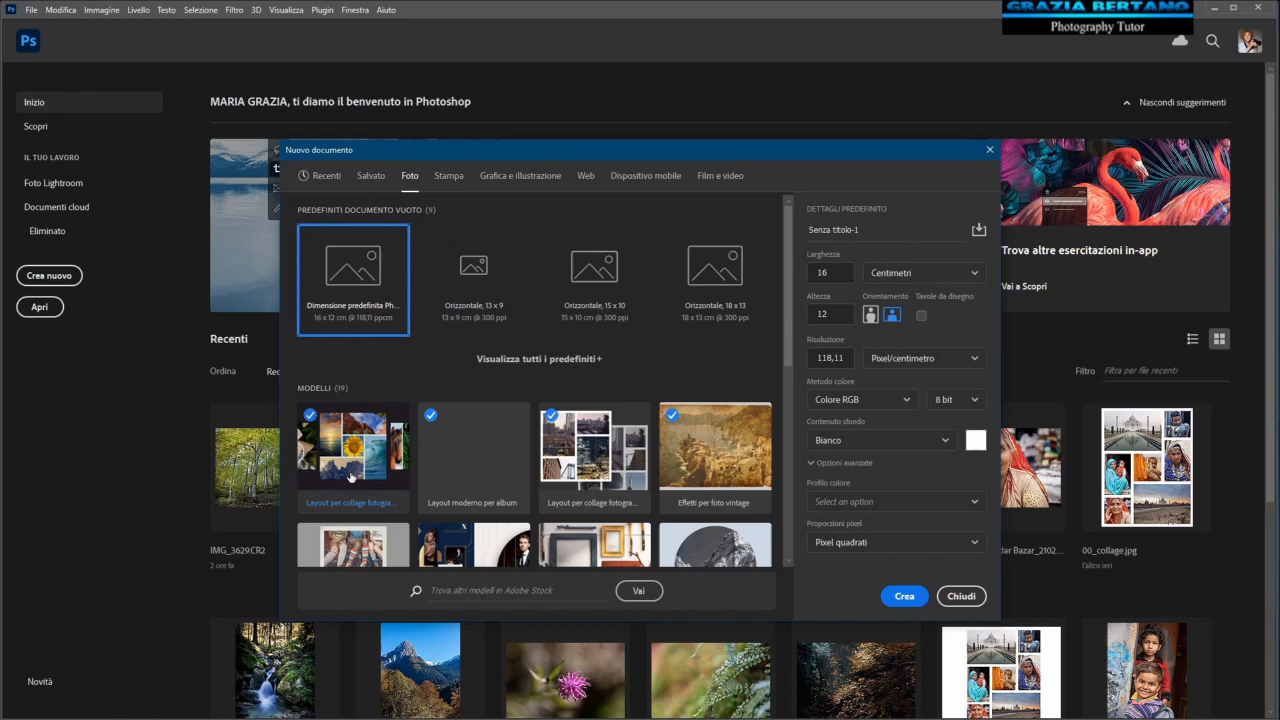 Ps
File Modifica Immagine Livello Testo Selezione Filtro 3D Visualizza Plugin Finestra Aiuto
GRAZIA BERTANO
Photography Tutor
Ps
Inizio
Scopri
IL TUO LAVORO
Foto Lightroom
Documenti cloud
Eliminato
Crea nuovo
Apri
Novità
MARIA GRAZIA, ti diamo il benvenuto in Photoshop
Nascondi suggerimenti
Trova altre esercitazioni in-app
Vai a Scopri
Recenti
Ordina
Rec
Filtro
Filtra per file recenti
IMG_3629.CR2
2 ore fa
dar Bazar_2102...
00_collage.jpg
l'altro ieri
Nuovo documento
Recenti Salvato Foto Stampa Grafica e illustrazione Web Dispositivo mobile Film e video
PREDEFINITI DOCUMENTO VUOTO (9)
Dimensione predefinita Ph...
16 x 12 cm @ 118,11 ppcm
Orizzontale, 13 x 9
13 x 9 cm @ 300 ppi
Orizzontale, 15 x 10
15 x 10 cm @ 300 ppi
Orizzontale, 18 x 13
18 x 13 cm @ 300 ppi
Visualizza tutti i predefiniti+
MODELLI (19)
Layout per collage fotogra...
Layout moderno per album
Layout per collage fotogra...
Effetti per foto vintage
Trova altri modelli in Adobe Stock
Vai
DETTAGLI PREDEFINITO
Senza titolo-1
Larghezza
16 Centimetri
Altezza Orientamento Tavole da disegno
12
Risoluzione
118,11 Pixel/centimetro
Metodo colore
Colore RGB 8 bit
Contenuto sfondo
Bianco
Opzioni avanzate
Profilo colore
Select an option
Proporzioni pixel
Pixel quadrati
Crea Chiudi